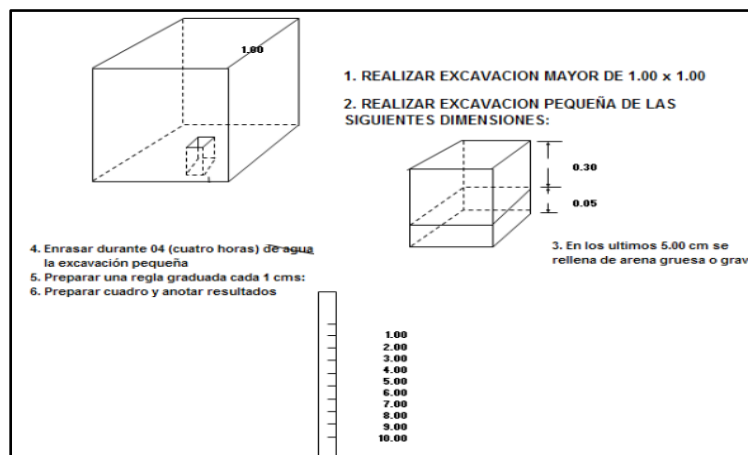 1.00
1. REALIZAR EXCAVACION MAYOR DE 1.00 x 1.00
2. REALIZAR EXCAVACION PEQUEÑA DE LAS
SIGUIENTES DIMENSIONES:
0.30
0.05
3. En los ultimos 5.00 cm se
rellena de arena gruesa o grav
4. Enrasar durante 04 (cuatro horas) de agua
la excavación pequeña
5. Preparar una regla graduada cada 1 cms:
6. Preparar cuadro y anotar resultados
1.00
2.00
3.00
4.00
5.00
6.00
7.00
8.00
9.00
10.00